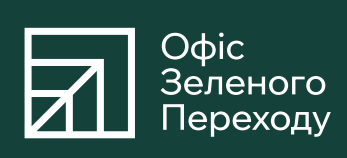 Офіс
Зеленого
Переходу